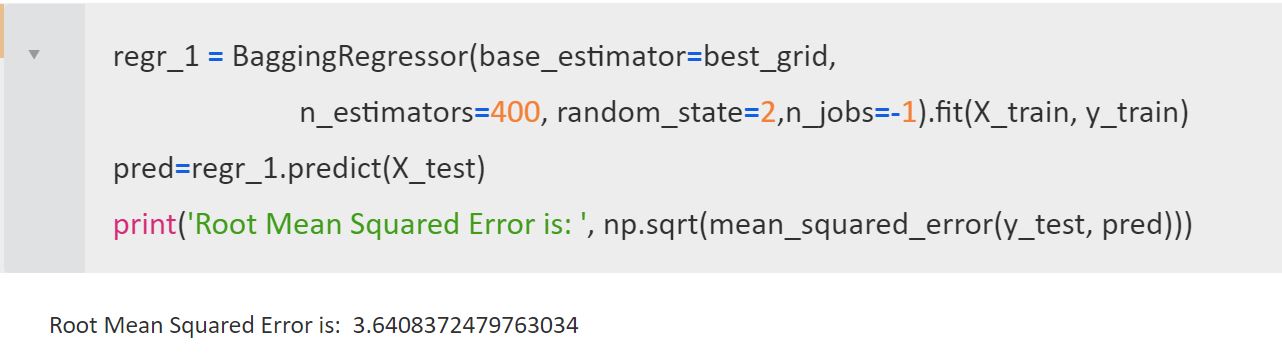 regr_1 = BaggingRegressor(base_estimator=best_grid,
n_estimators=400, random_state=2,n_jobs=-1).fit(X_train, y_train)
pred=regr_1.predict(X_test)
print('Root Mean Squared Error is: ', np.sqrt(mean_squared_error(y_test, pred)))
Root Mean Squared Error is:  3.6408372479763034